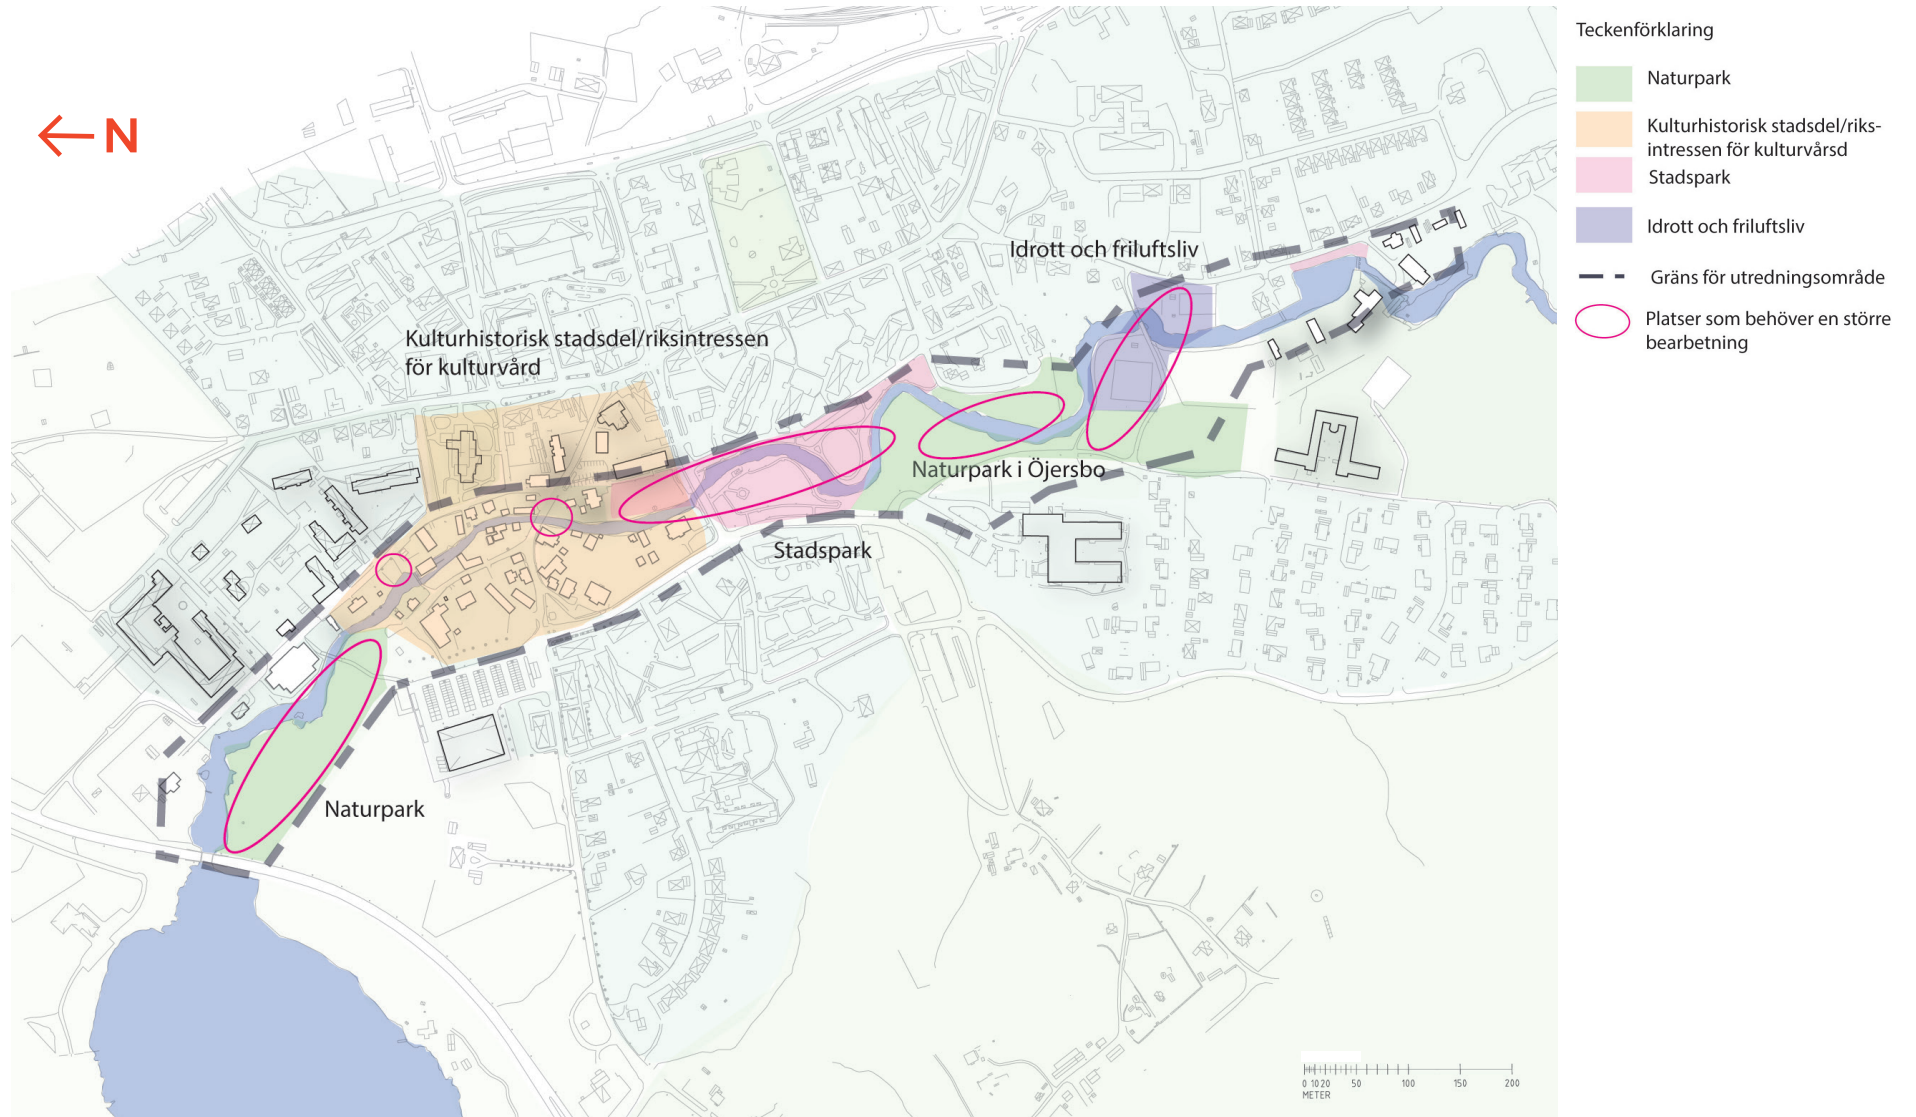 Teckenförklaring
Naturpark
Kulturhistorisk stadsdel/riks-
intressen för kulturvårsd
Stadspark
Idrott och friluftsliv
Gräns för utredningsområde
Platser som behöver en större
bearbetning
N
Idrott och friluftsliv
Kulturhistorisk stadsdel/riksintressen
för kulturvård
Naturpark i Öjersbo
Stadspark
Naturpark
0 10 20 50 100 150 200
METER